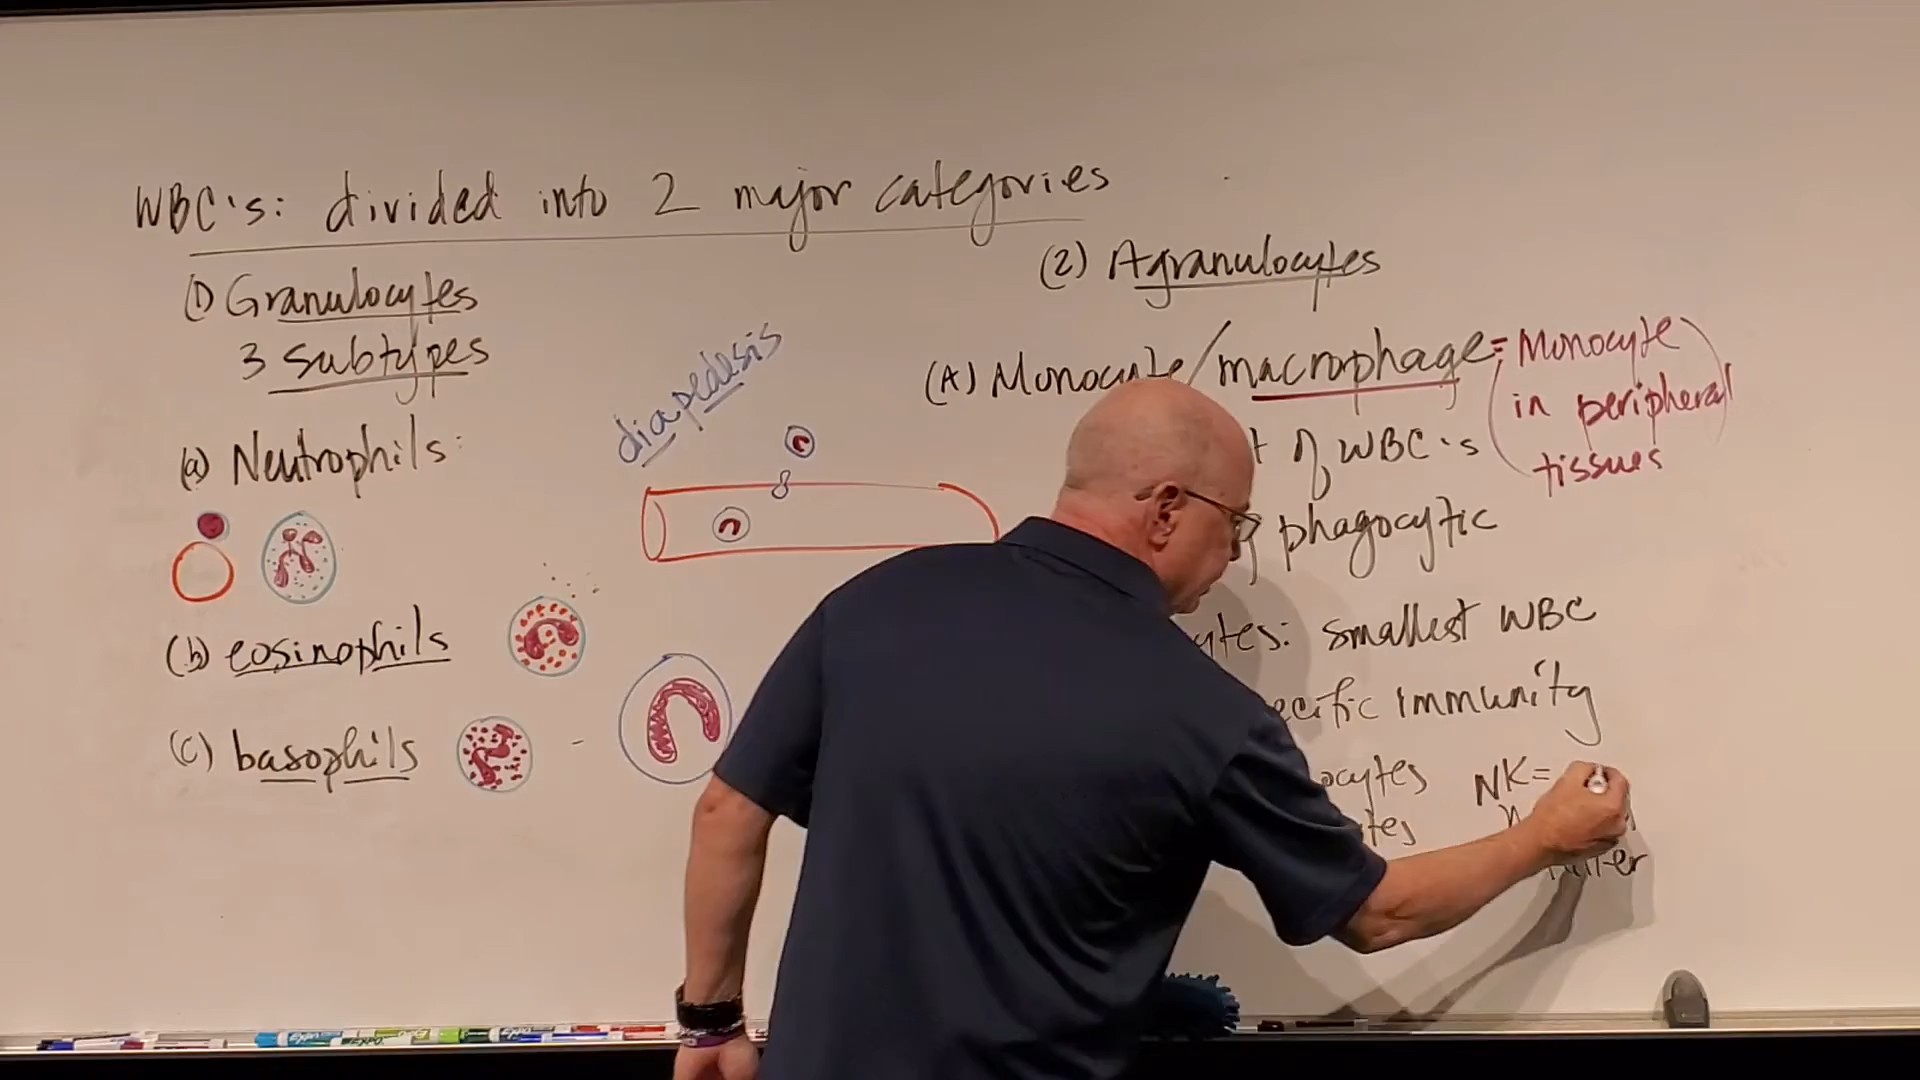 WBC's: divided into 2 major categories
(1) Granulocytes
3 subtypes
(a) Neutrophils:
(b) eosinophils
(c) basophils -
diapedesis
(2) Agranulocytes
(A) Monocyte/macrophage = Monocyte
in peripheral
tissues
of WBC's
phagocytic
smallest WBC
immunity
NK=